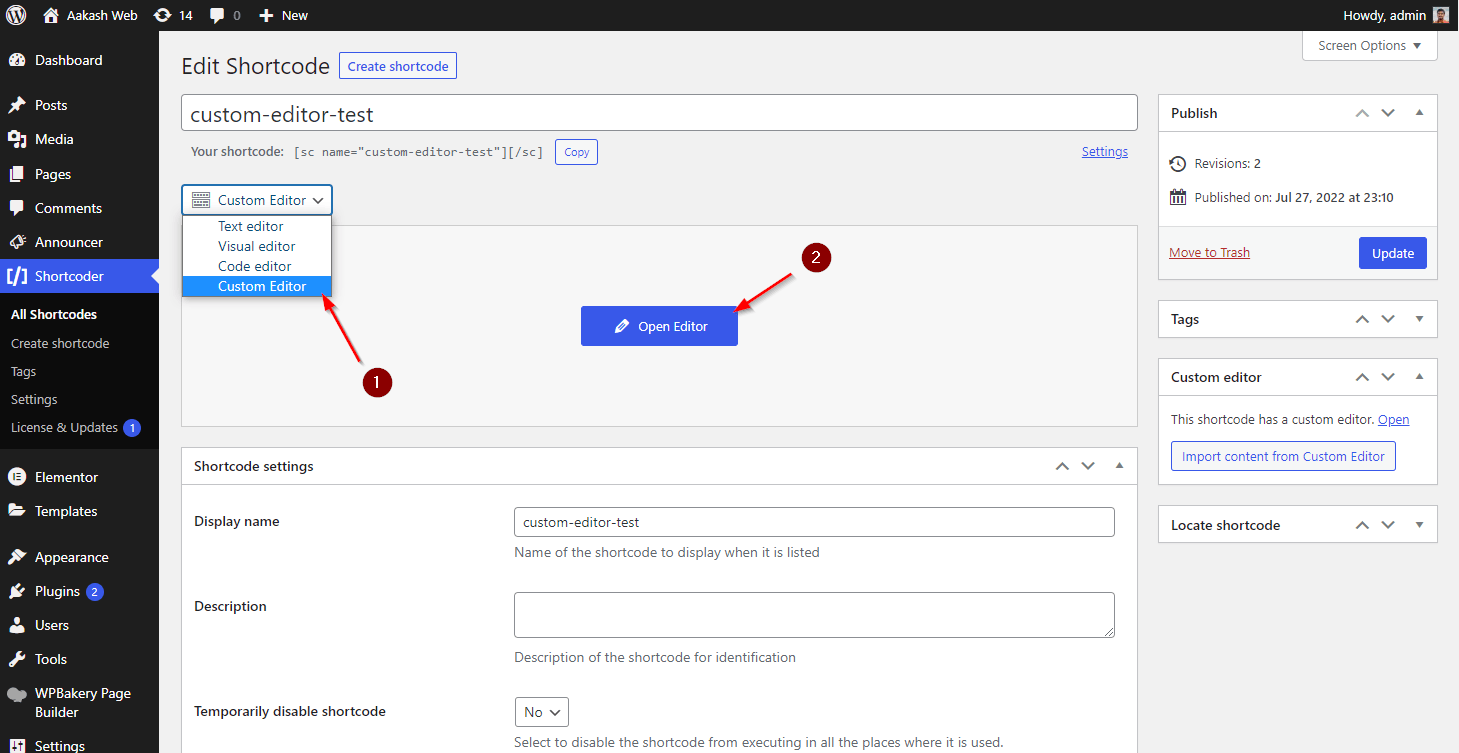 Aakash Web
14
0
New
Howdy, admin
Dashboard
Posts
Media
Pages
Comments
Announcer
[/] Shortcoder
All Shortcodes
Create shortcode
Tags
Settings
License & Updates 1
Elementor
Templates
Appearance
Plugins 2
Users
Tools
WPBakery Page
Builder
Settings
Screen Options
Edit Shortcode
Create shortcode
custom-editor-test
Your shortcode: [sc name="custom-editor-test"][/sc]
Copy
Settings
Custom Editor
Text editor
Visual editor
Code editor
Custom Editor
1
2
Open Editor
Shortcode settings
Display name
custom-editor-test
Name of the shortcode to display when it is listed
Description
Description of the shortcode for identification
Temporarily disable shortcode
No
Select to disable the shortcode from executing in all the places where it is used.
Publish
Revisions: 2
Published on: Jul 27, 2022 at 23:10
Move to Trash
Update
Tags
Custom editor
This shortcode has a custom editor. Open
Import content from Custom Editor
Locate shortcode